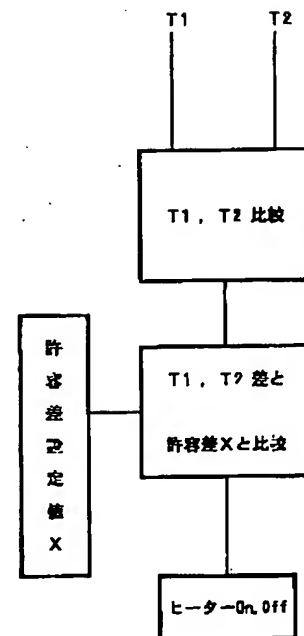 T1 T2
T1, T2 比較
許容差設定値X
T1, T2 差と
許容差Xと比較
ヒーターOn, Off